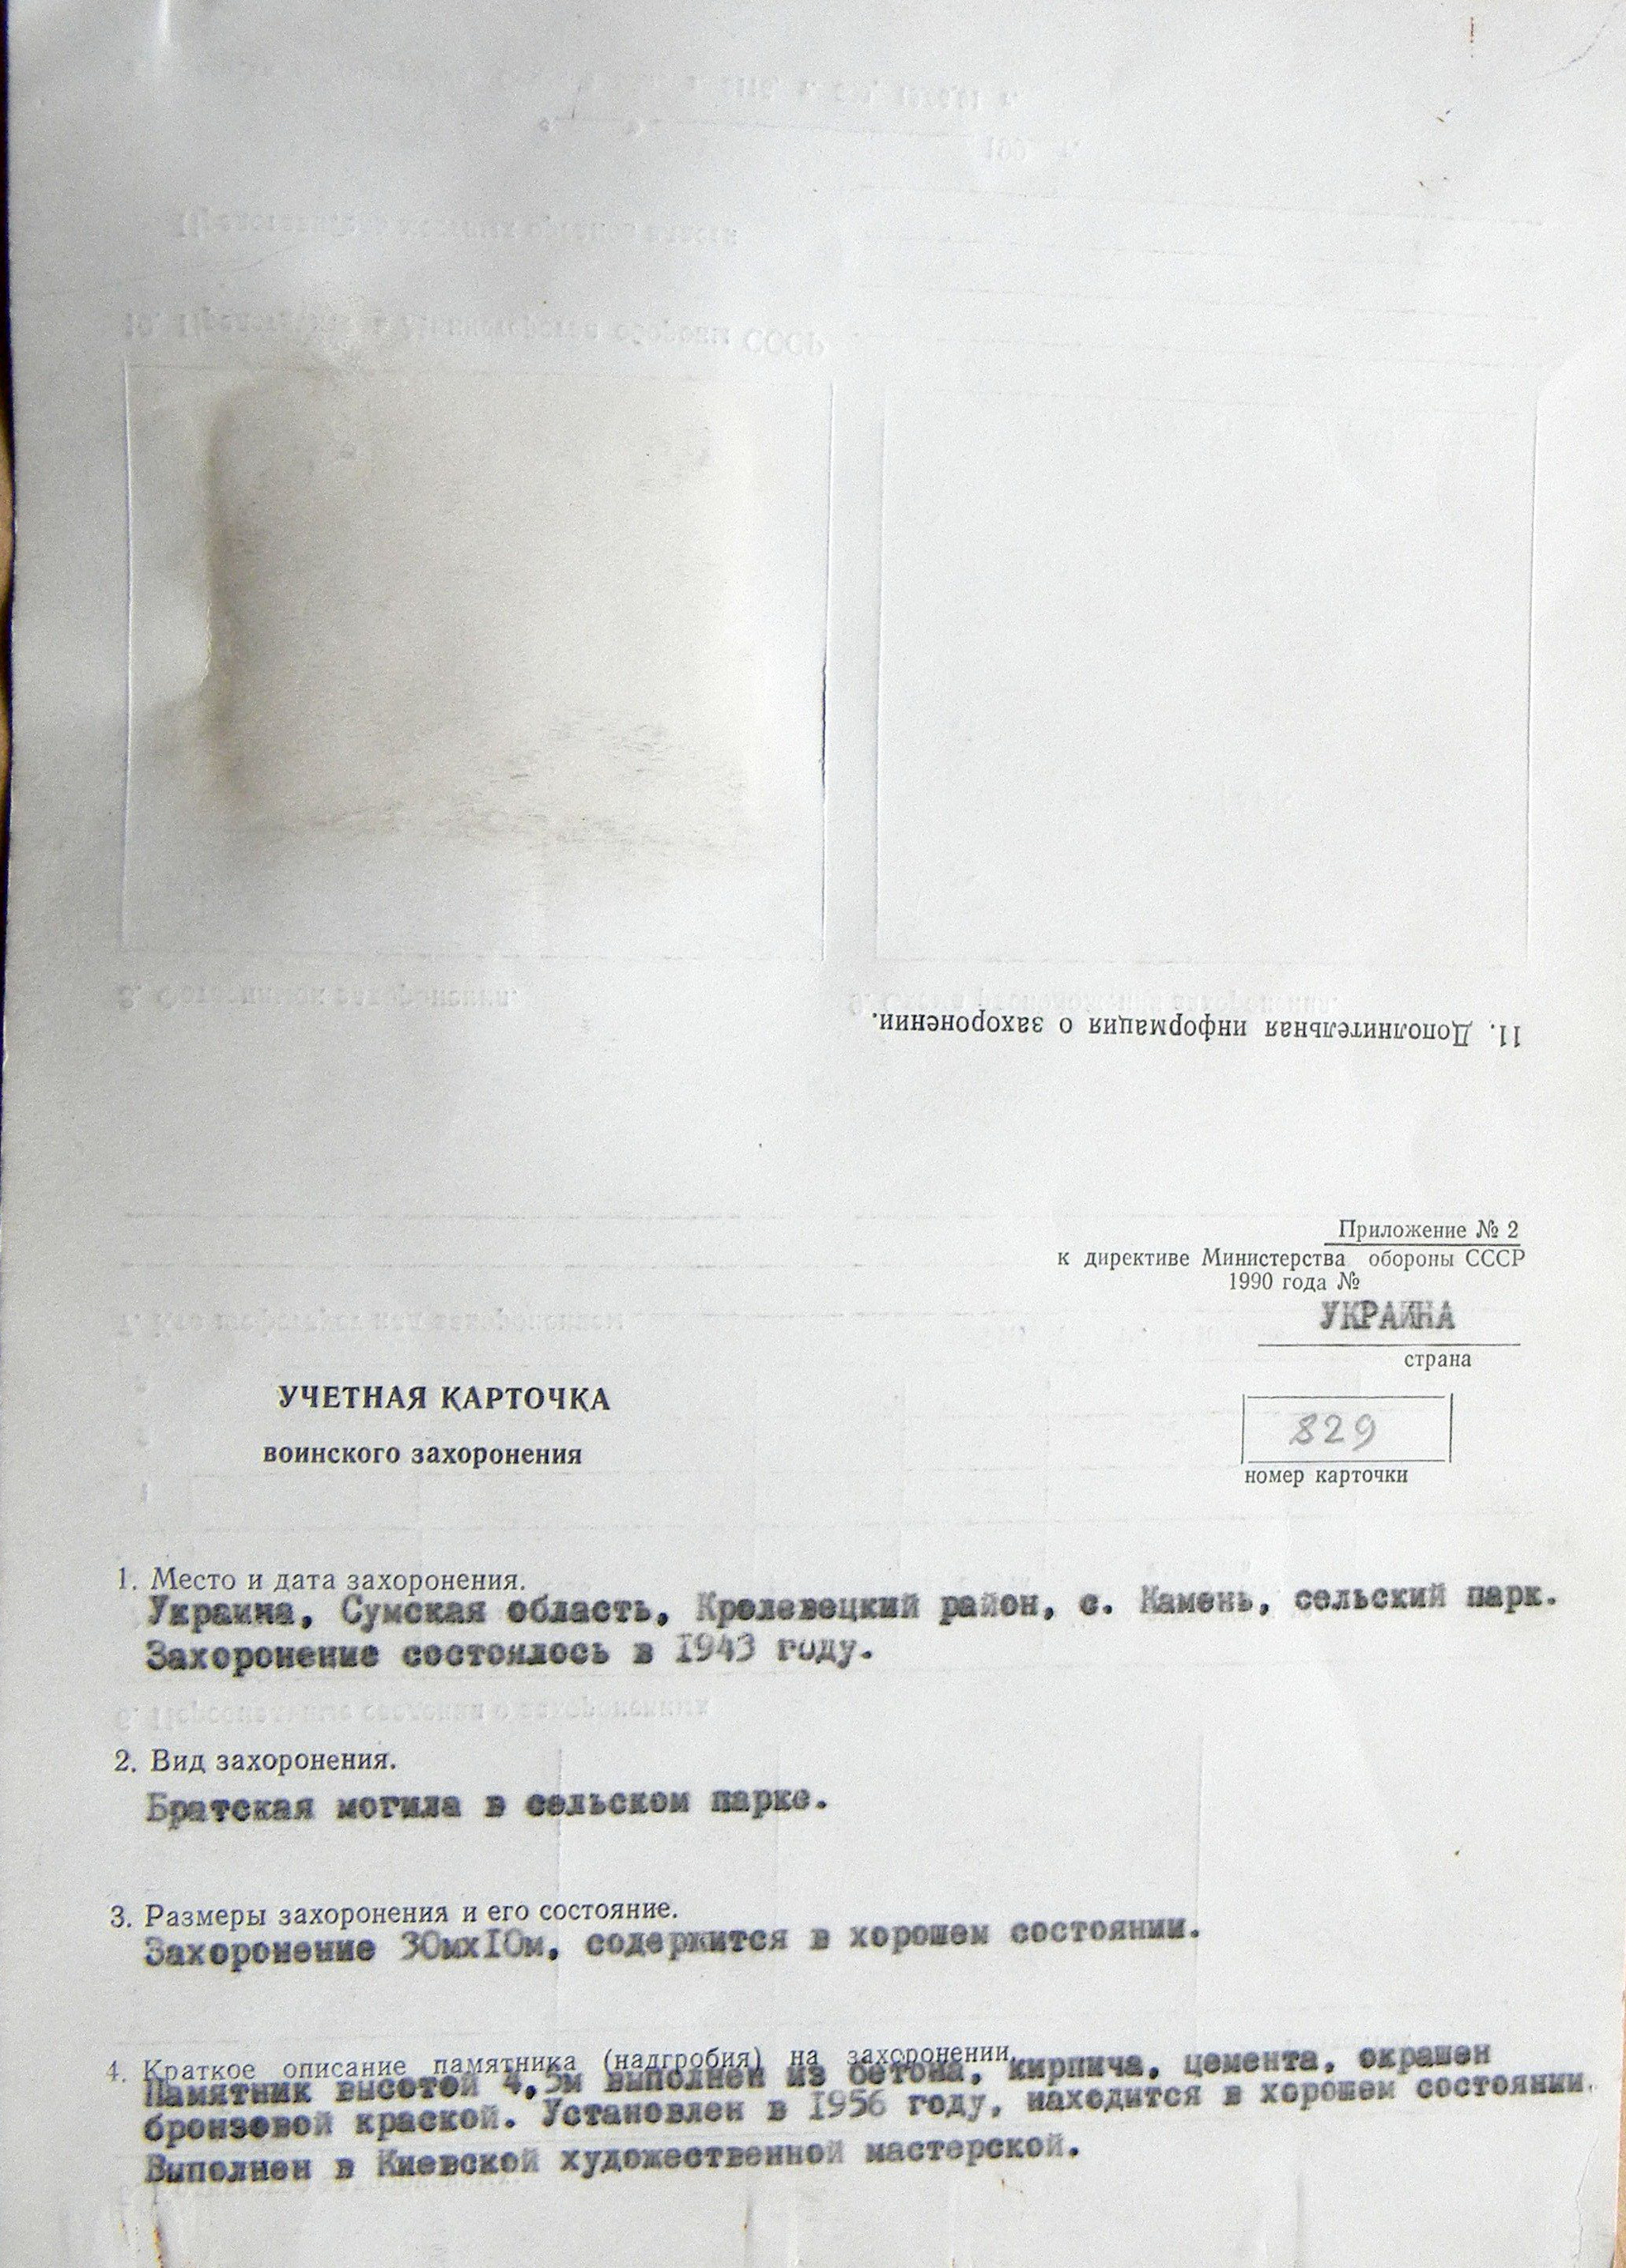 11. Дополнительная информация о захоронении.
Приложение № 2
к директиве Министерства обороны СССР
1990 года №
УКРАИНА
страна
УЧЕТНАЯ КАРТОЧКА
829
воинского захоронения
номер карточки
1. Место и дата захоронения.
Украина, Сумская область, Кролевецкий район, с. Камень, сельский парк.
Захоронение состоялось в 1943 году.
2. Вид захоронения.
Братская могила в сельском парке.
3. Размеры захоронения и его состояние.
Захоронение 30мх10м, содержится в хорошем состоянии.
4. Краткое описание памятника (надгробия) на захоронении.
Памятник высотой 4,5м выполнен из бетона, кирпича, цемента, окрашен
бронзовой краской. Установлен в 1956 году, находится в хорошем состоянии.
Выполнен в Киевской художественной мастерской.